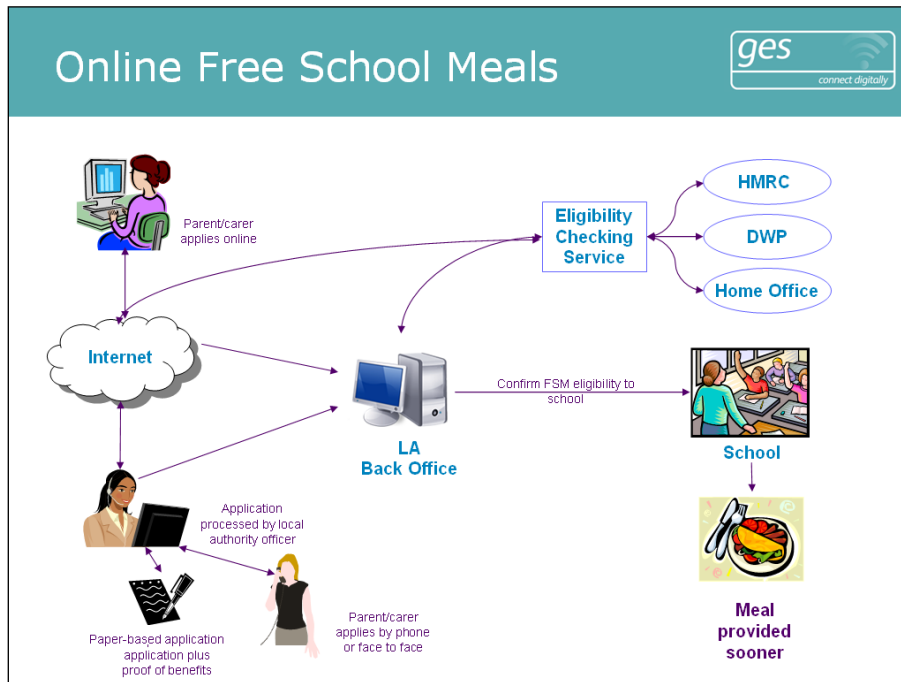 Online Free School Meals
ges
connect digitally
Parent/carer
applies online
Eligibility
Checking
Service
HMRC
DWP
Home Office
Internet
LA
Back Office
Confirm FSM eligibility to
school
School
Application
processed by local
authority officer
Paper-based application
application plus
proof of benefits
Parent/carer
applies by phone
or face to face
Meal
provided
sooner